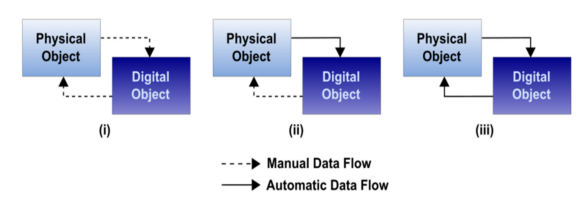 Physical
Object
Digital
Object
(i)
Physical
Object
Digital
Object
(ii)
Physical
Object
Digital
Object
(iii)
Manual Data Flow
Automatic Data Flow